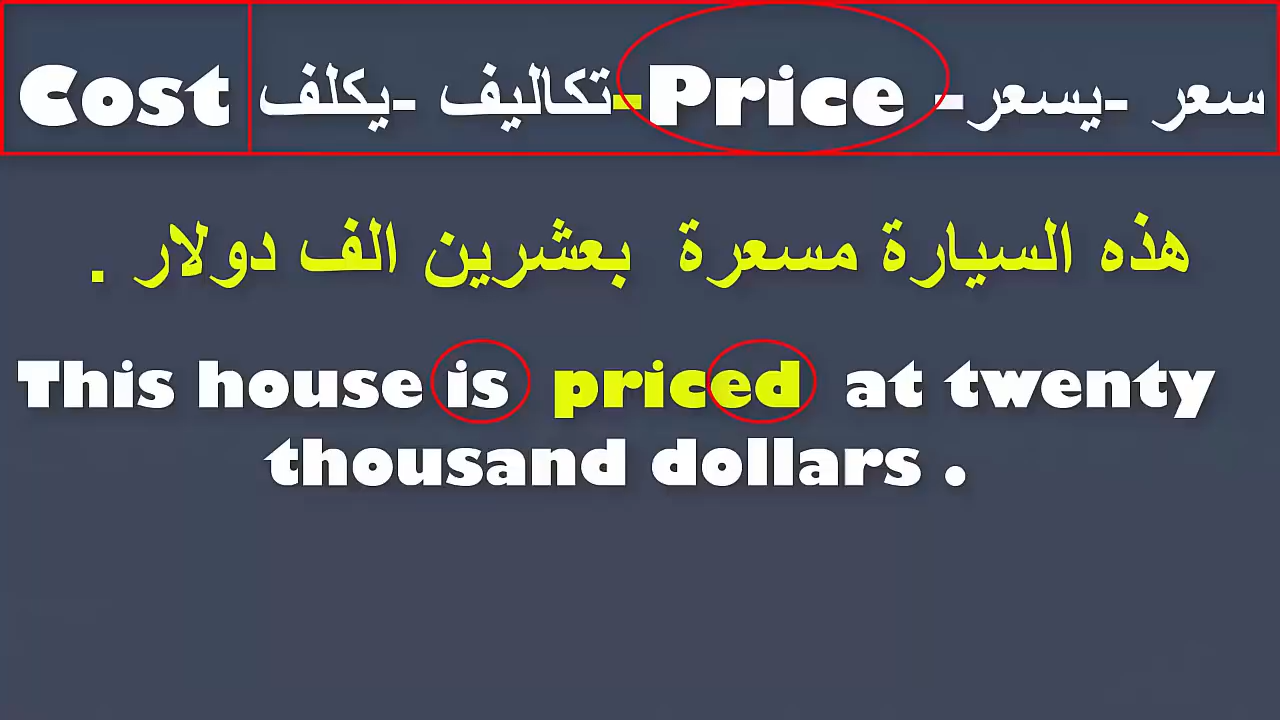 Cost يكلف- تكاليف-Price -يسعر- سعر
هذه السيارة مسعرة بعشرين الف دولار .
This house is priced at twenty
thousand dollars .